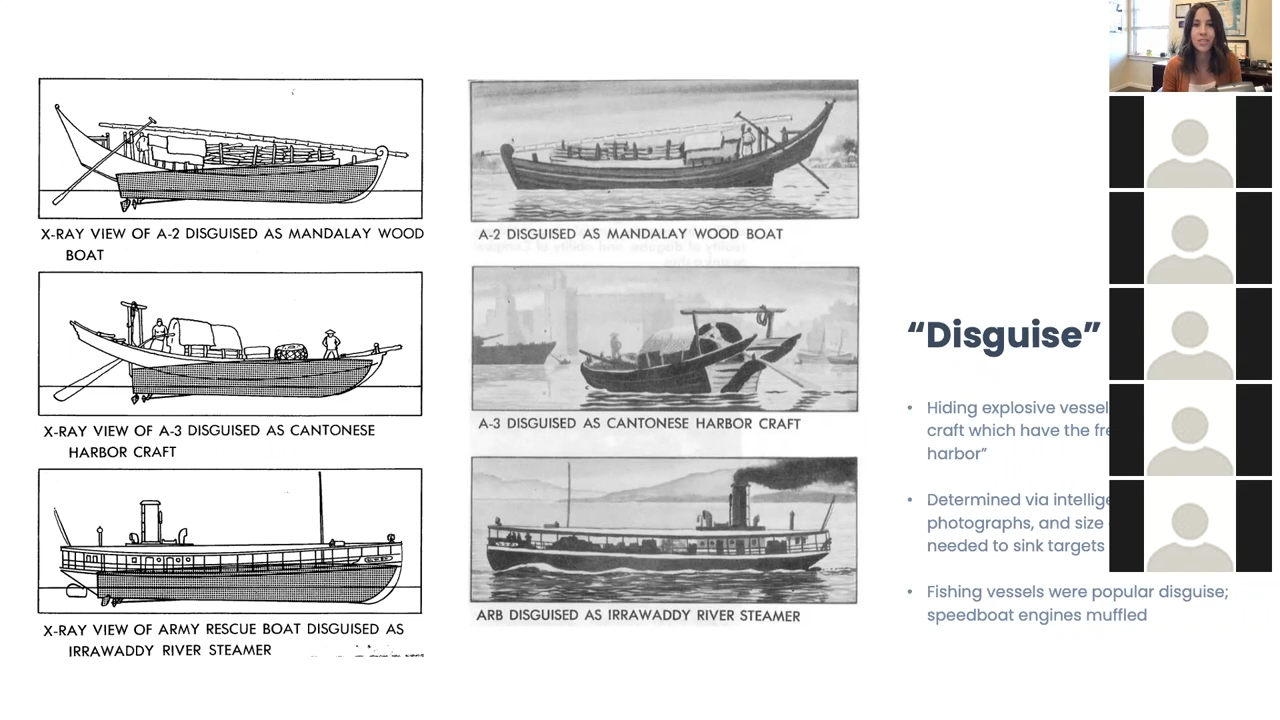 X-RAY VIEW OF A-2 DISGUISED AS MANDALAY WOOD
BOAT
A-2 DISGUISED AS MANDALAY WOOD BOAT
X-RAY VIEW OF A-3 DISGUISED AS CANTONESE
HARBOR CRAFT
A-3 DISGUISED AS CANTONESE HARBOR CRAFT
X-RAY VIEW OF ARMY RESCUE BOAT DISGUISED AS
IRRAWADDY RIVER STEAMER
ARB DISGUISED AS IRRAWADDY RIVER STEAMER
“Disguise”
• Hiding explosive vessel
craft which have the fre
harbor”
• Determined via intellige
photographs, and size
needed to sink targets
• Fishing vessels were popular disguise;
speedboat engines muffled